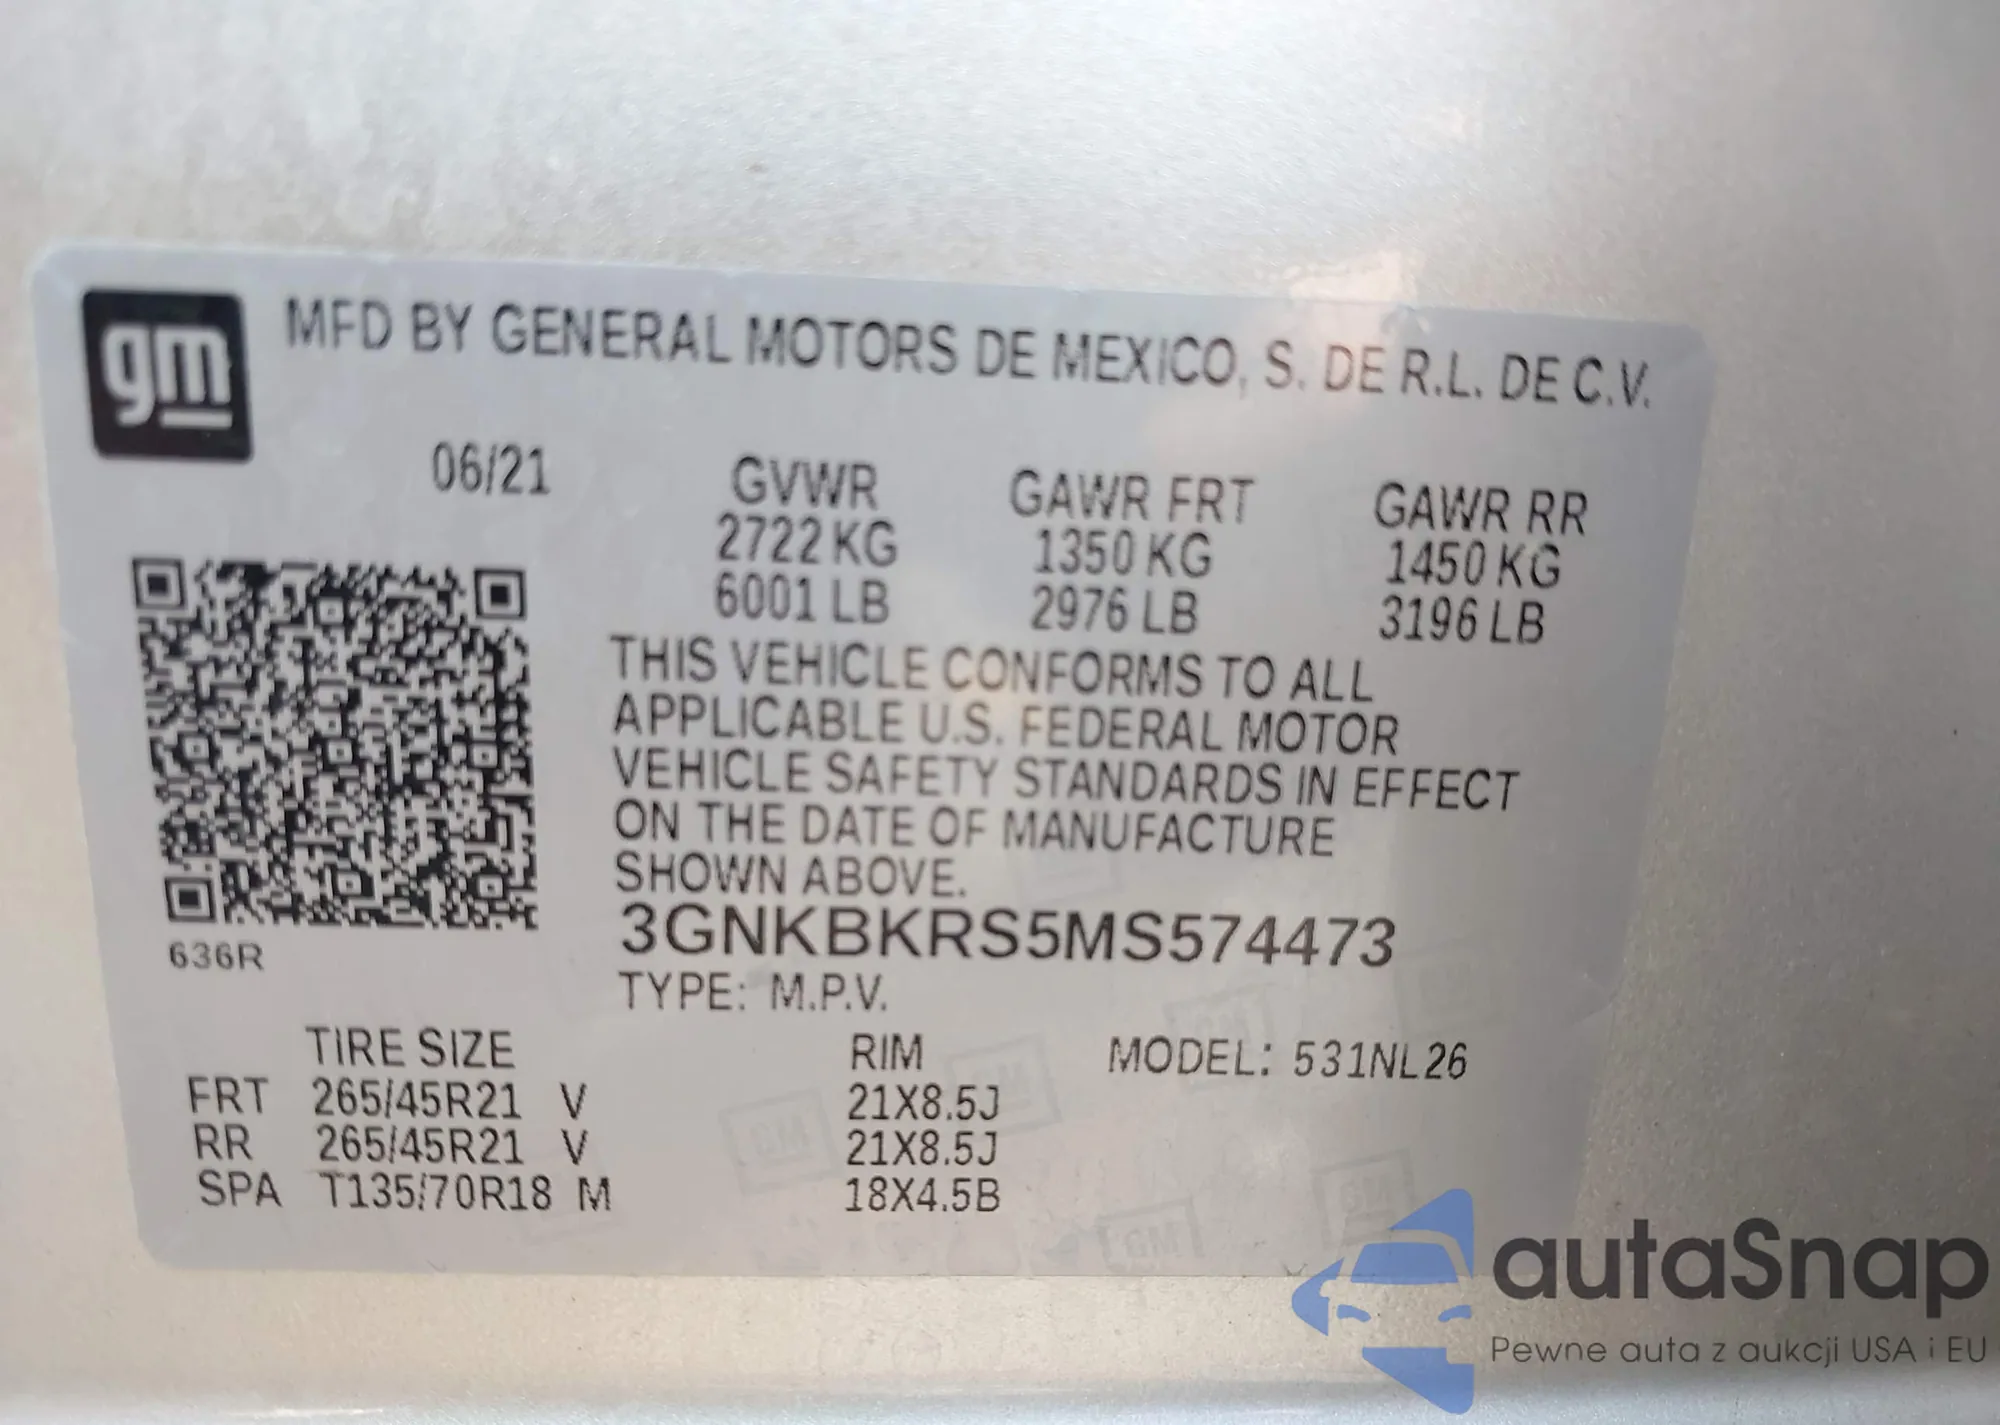 gm
MFD BY GENERAL MOTORS DE MEXICO, S. DE R.L. DE C.V.
06/21
GVWR GAWR FRT GAWR RR
2722 KG 1350 KG 1450 KG
6001 LB 2976 LB 3196 LB
THIS VEHICLE CONFORMS TO ALL
APPLICABLE U.S. FEDERAL MOTOR
VEHICLE SAFETY STANDARDS IN EFFECT
ON THE DATE OF MANUFACTURE
SHOWN ABOVE.
636R
3GNKBKRS5MS574473
TYPE: M.P.V.
TIRE SIZE RIM MODEL: 531NL26
FRT 265/45R21 V 21X8.5J
RR 265/45R21 V 21X8.5J
SPA T135/70R18 M 18X4.5B
autaSnap
Pewne auta z aukcji USA i EU